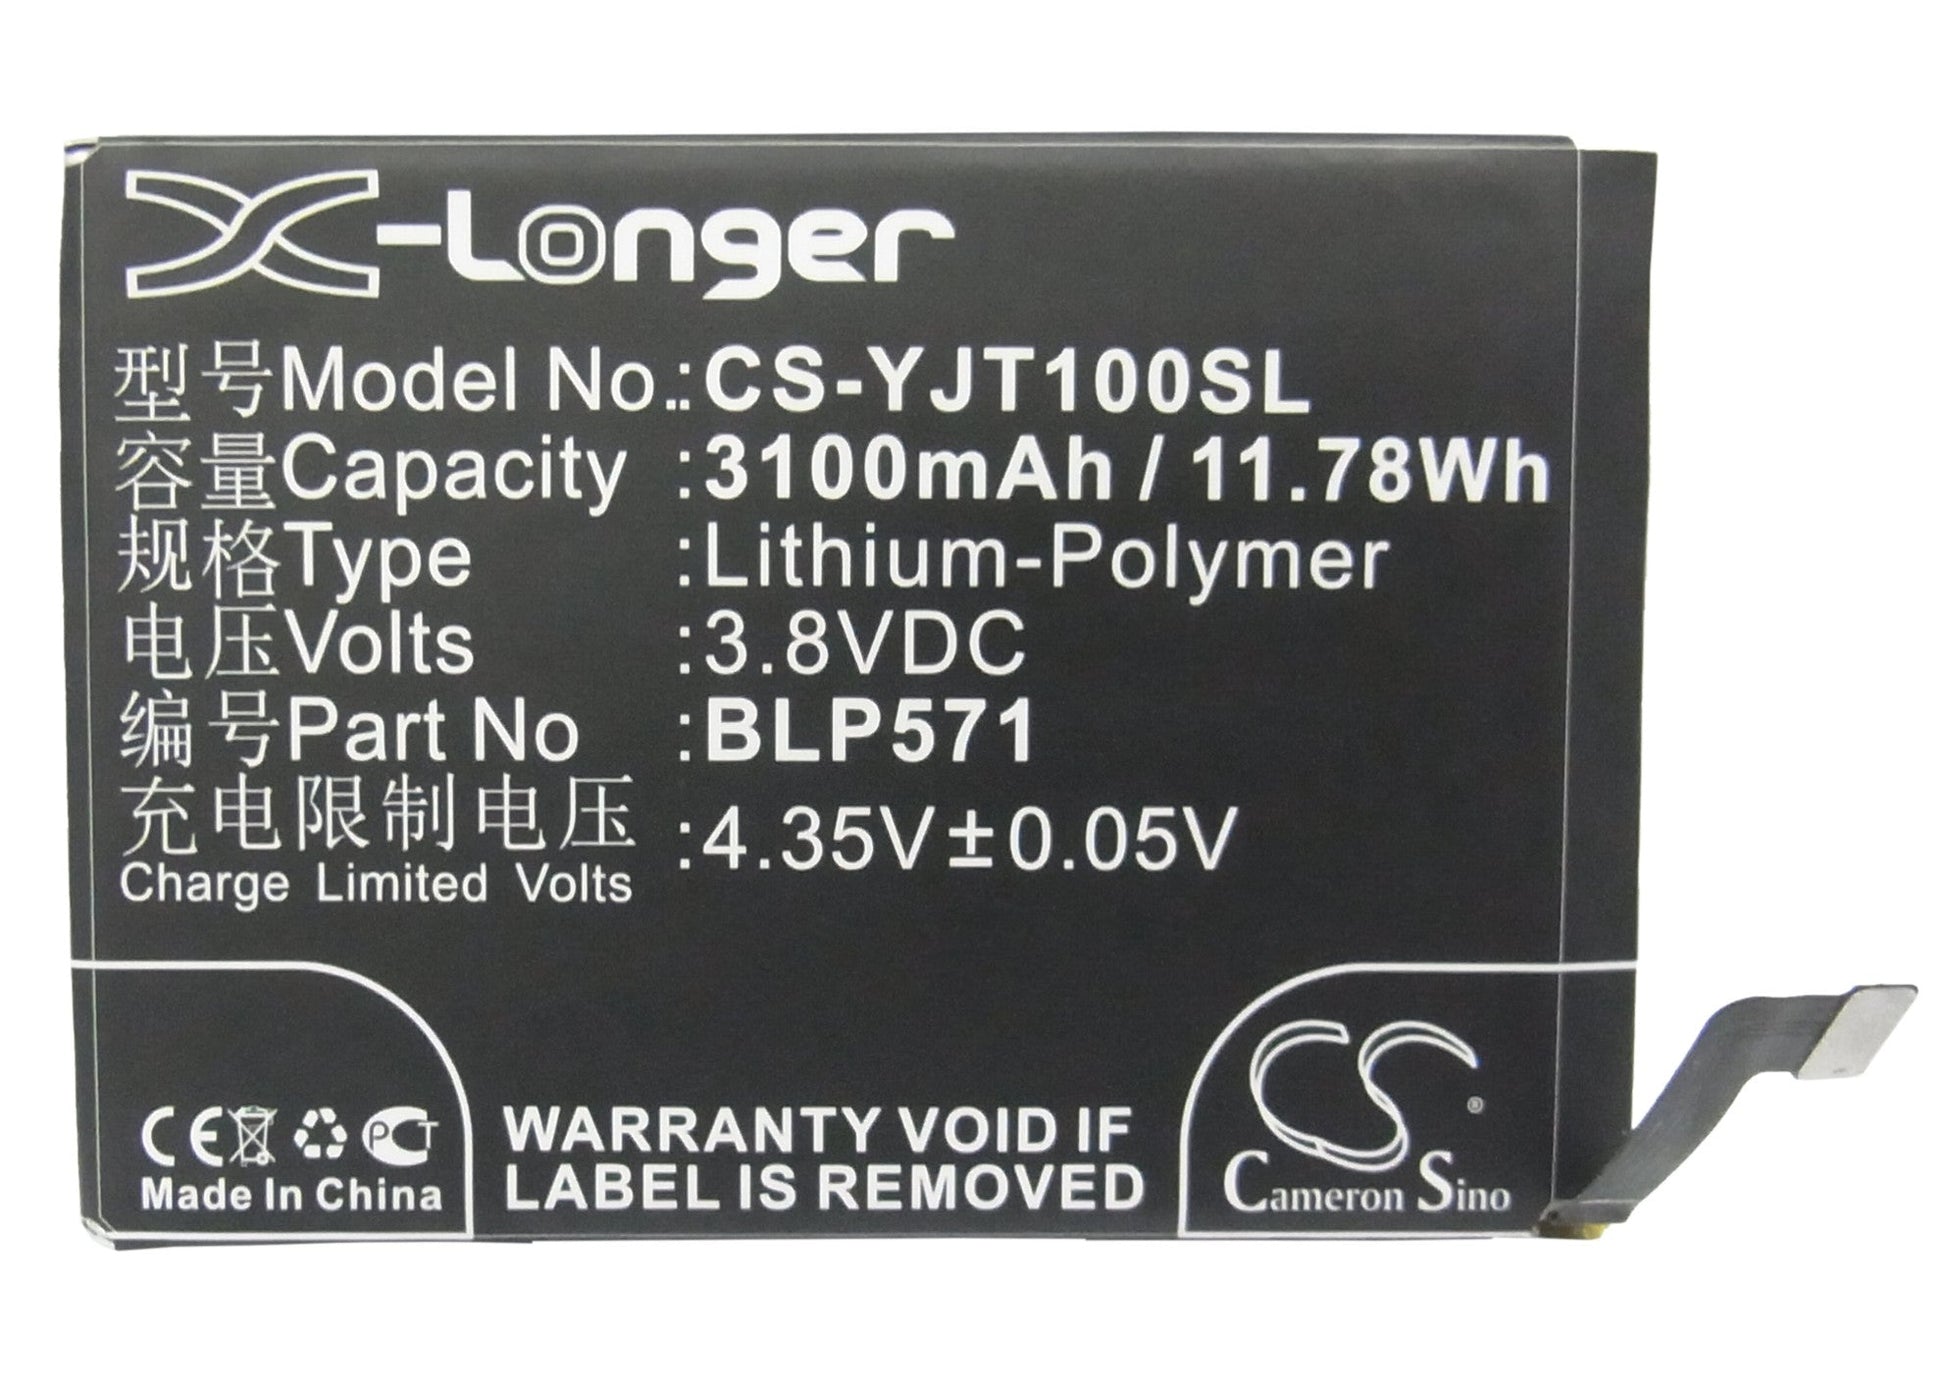 X-Longer
型号Model No.:CS-YJT100SL
容量Capacity :3100mAh / 11.78Wh
规格Type :Lithium-Polymer
电压Volts :3.8VDC
编号Part No :BLP571
充电限制电压 :4.35V±0.05V
Charge Limited Volts
CE PCT
Made In China
WARRANTY VOID IF
LABEL IS REMOVED
CS ®
Cameron Sino